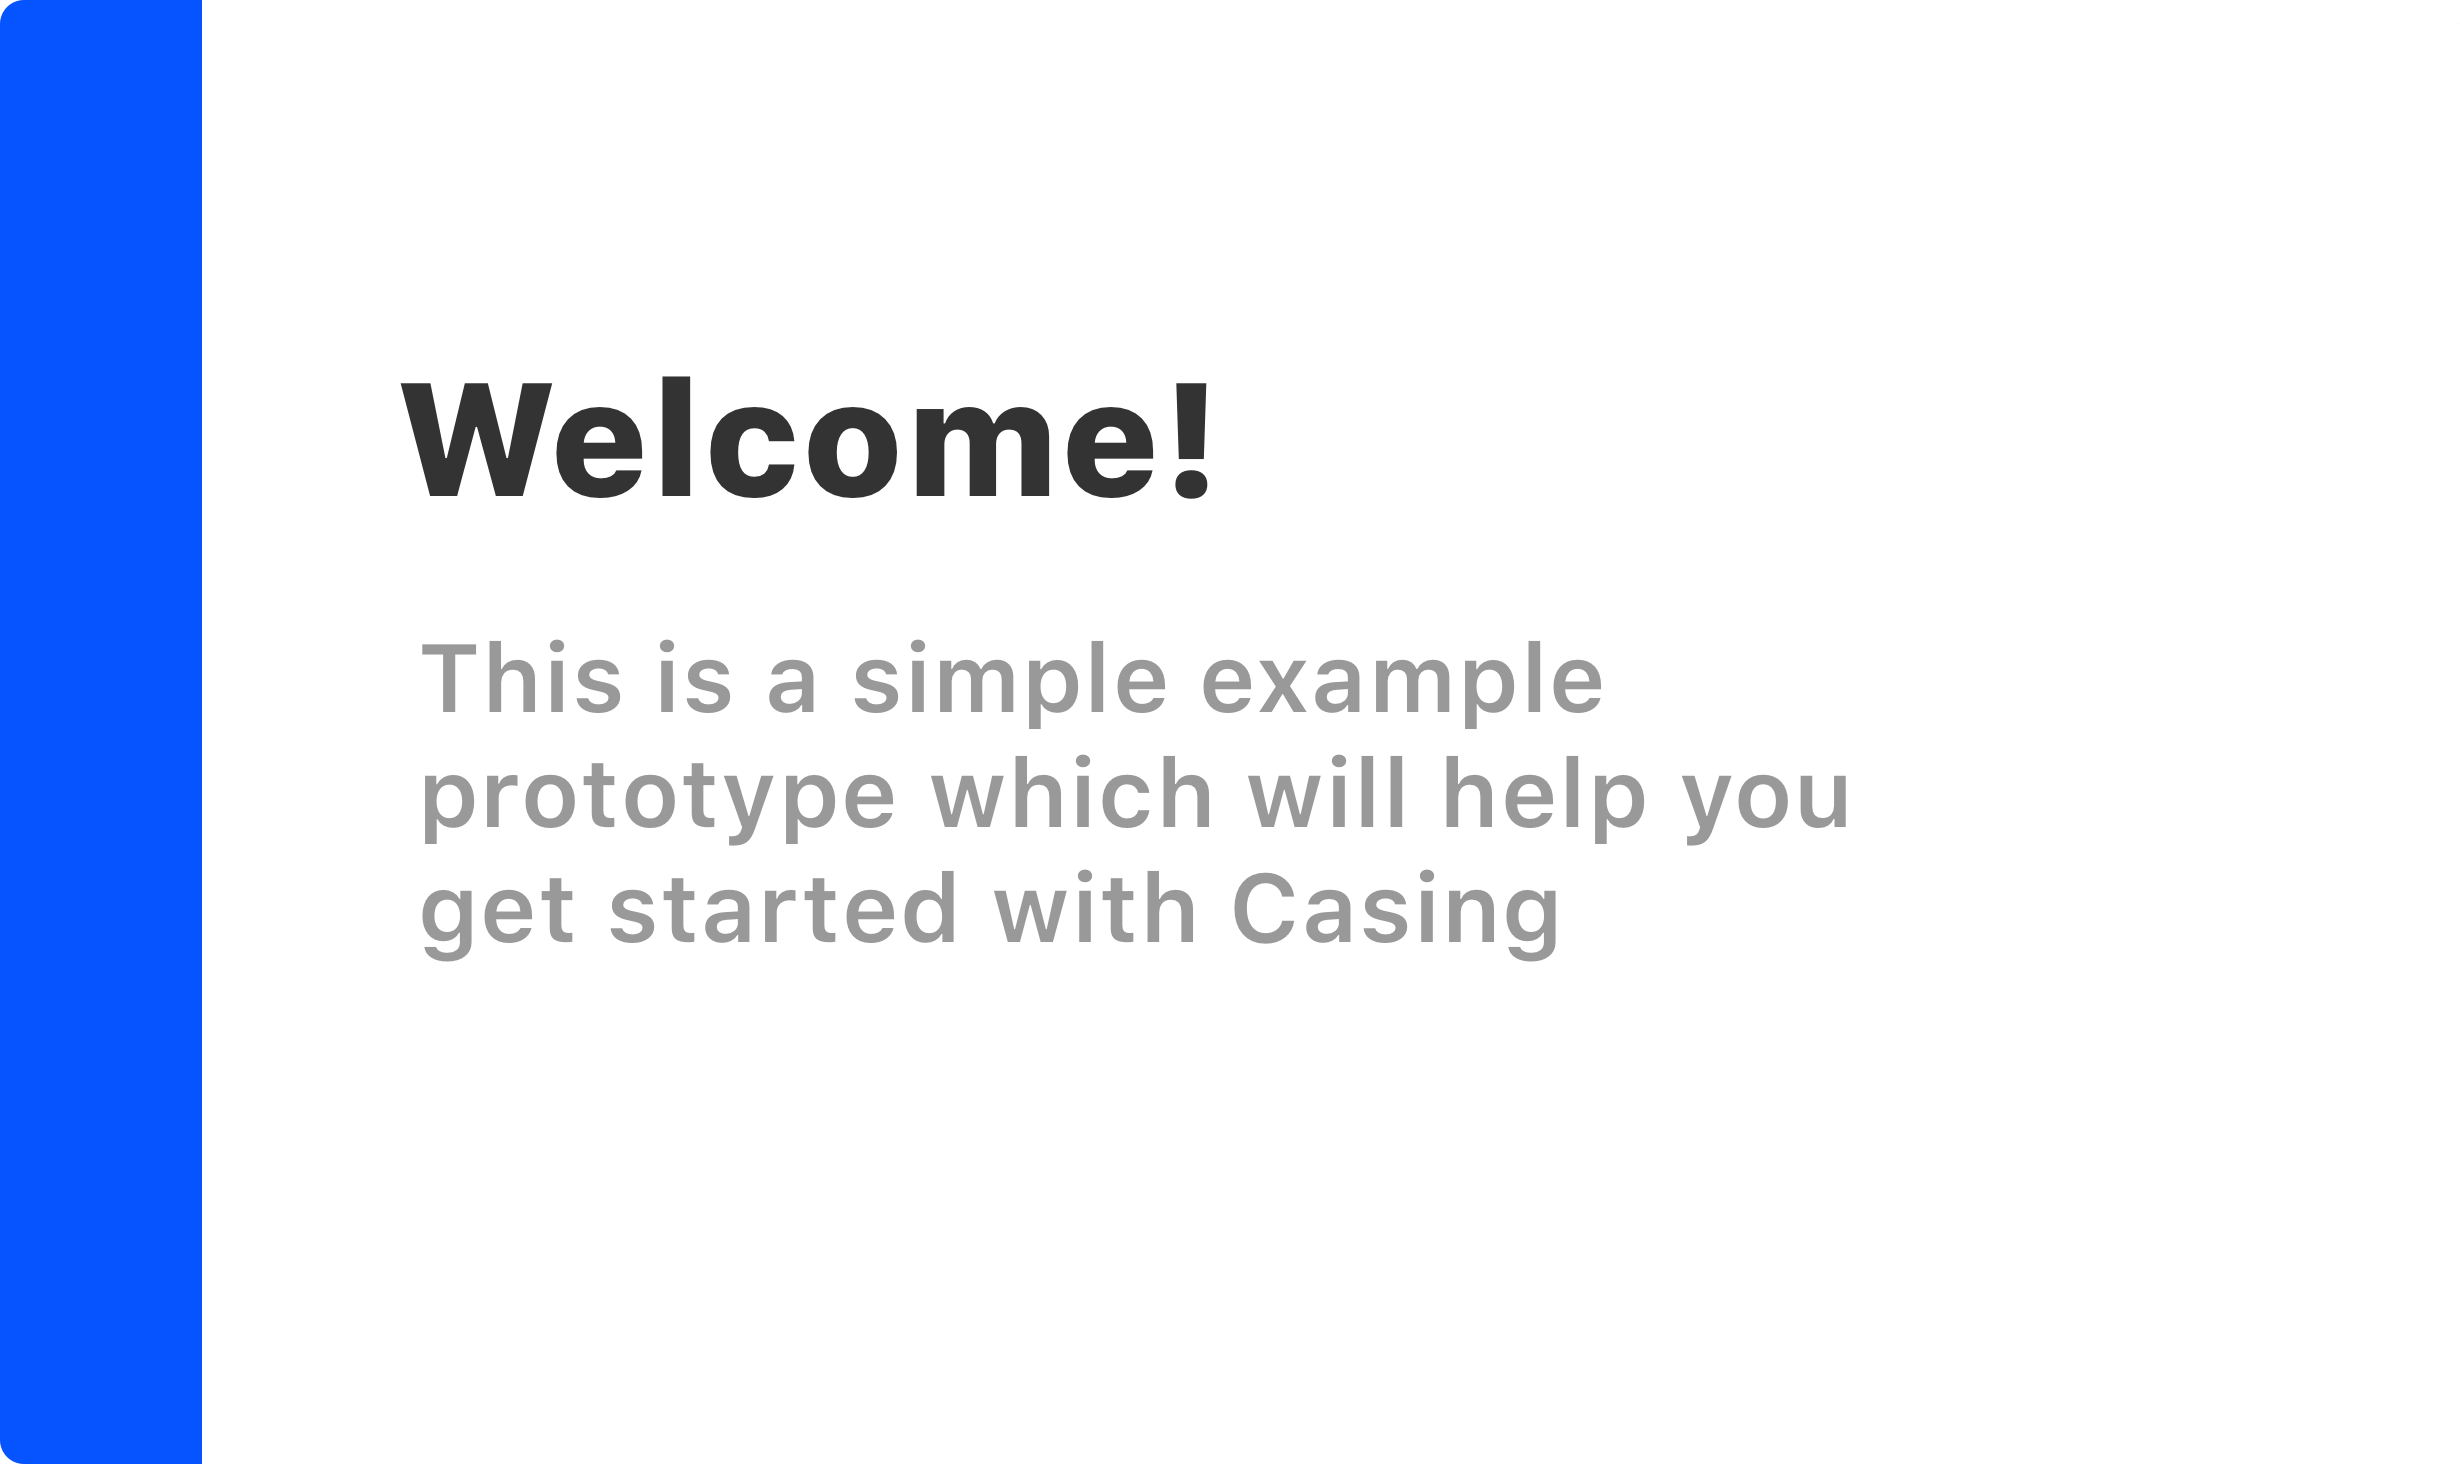 Welcome!
This is a simple example
prototype which will help you
get started with Casing